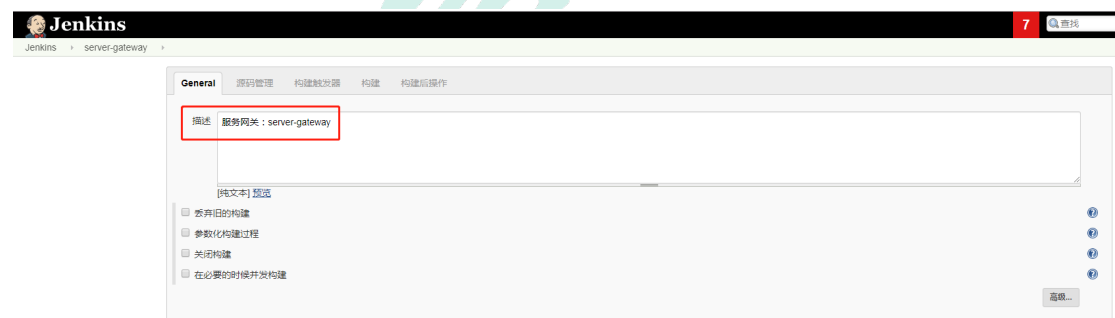 Jenkins
7
查找
Jenkins server-gateway
General 源码管理 构建触发器 构建 构建后操作
描述 服务网关：server-gateway
[纯文本] 预览
丢弃旧的构建
参数化构建过程
关闭构建
在必要的时候并发构建
高级...